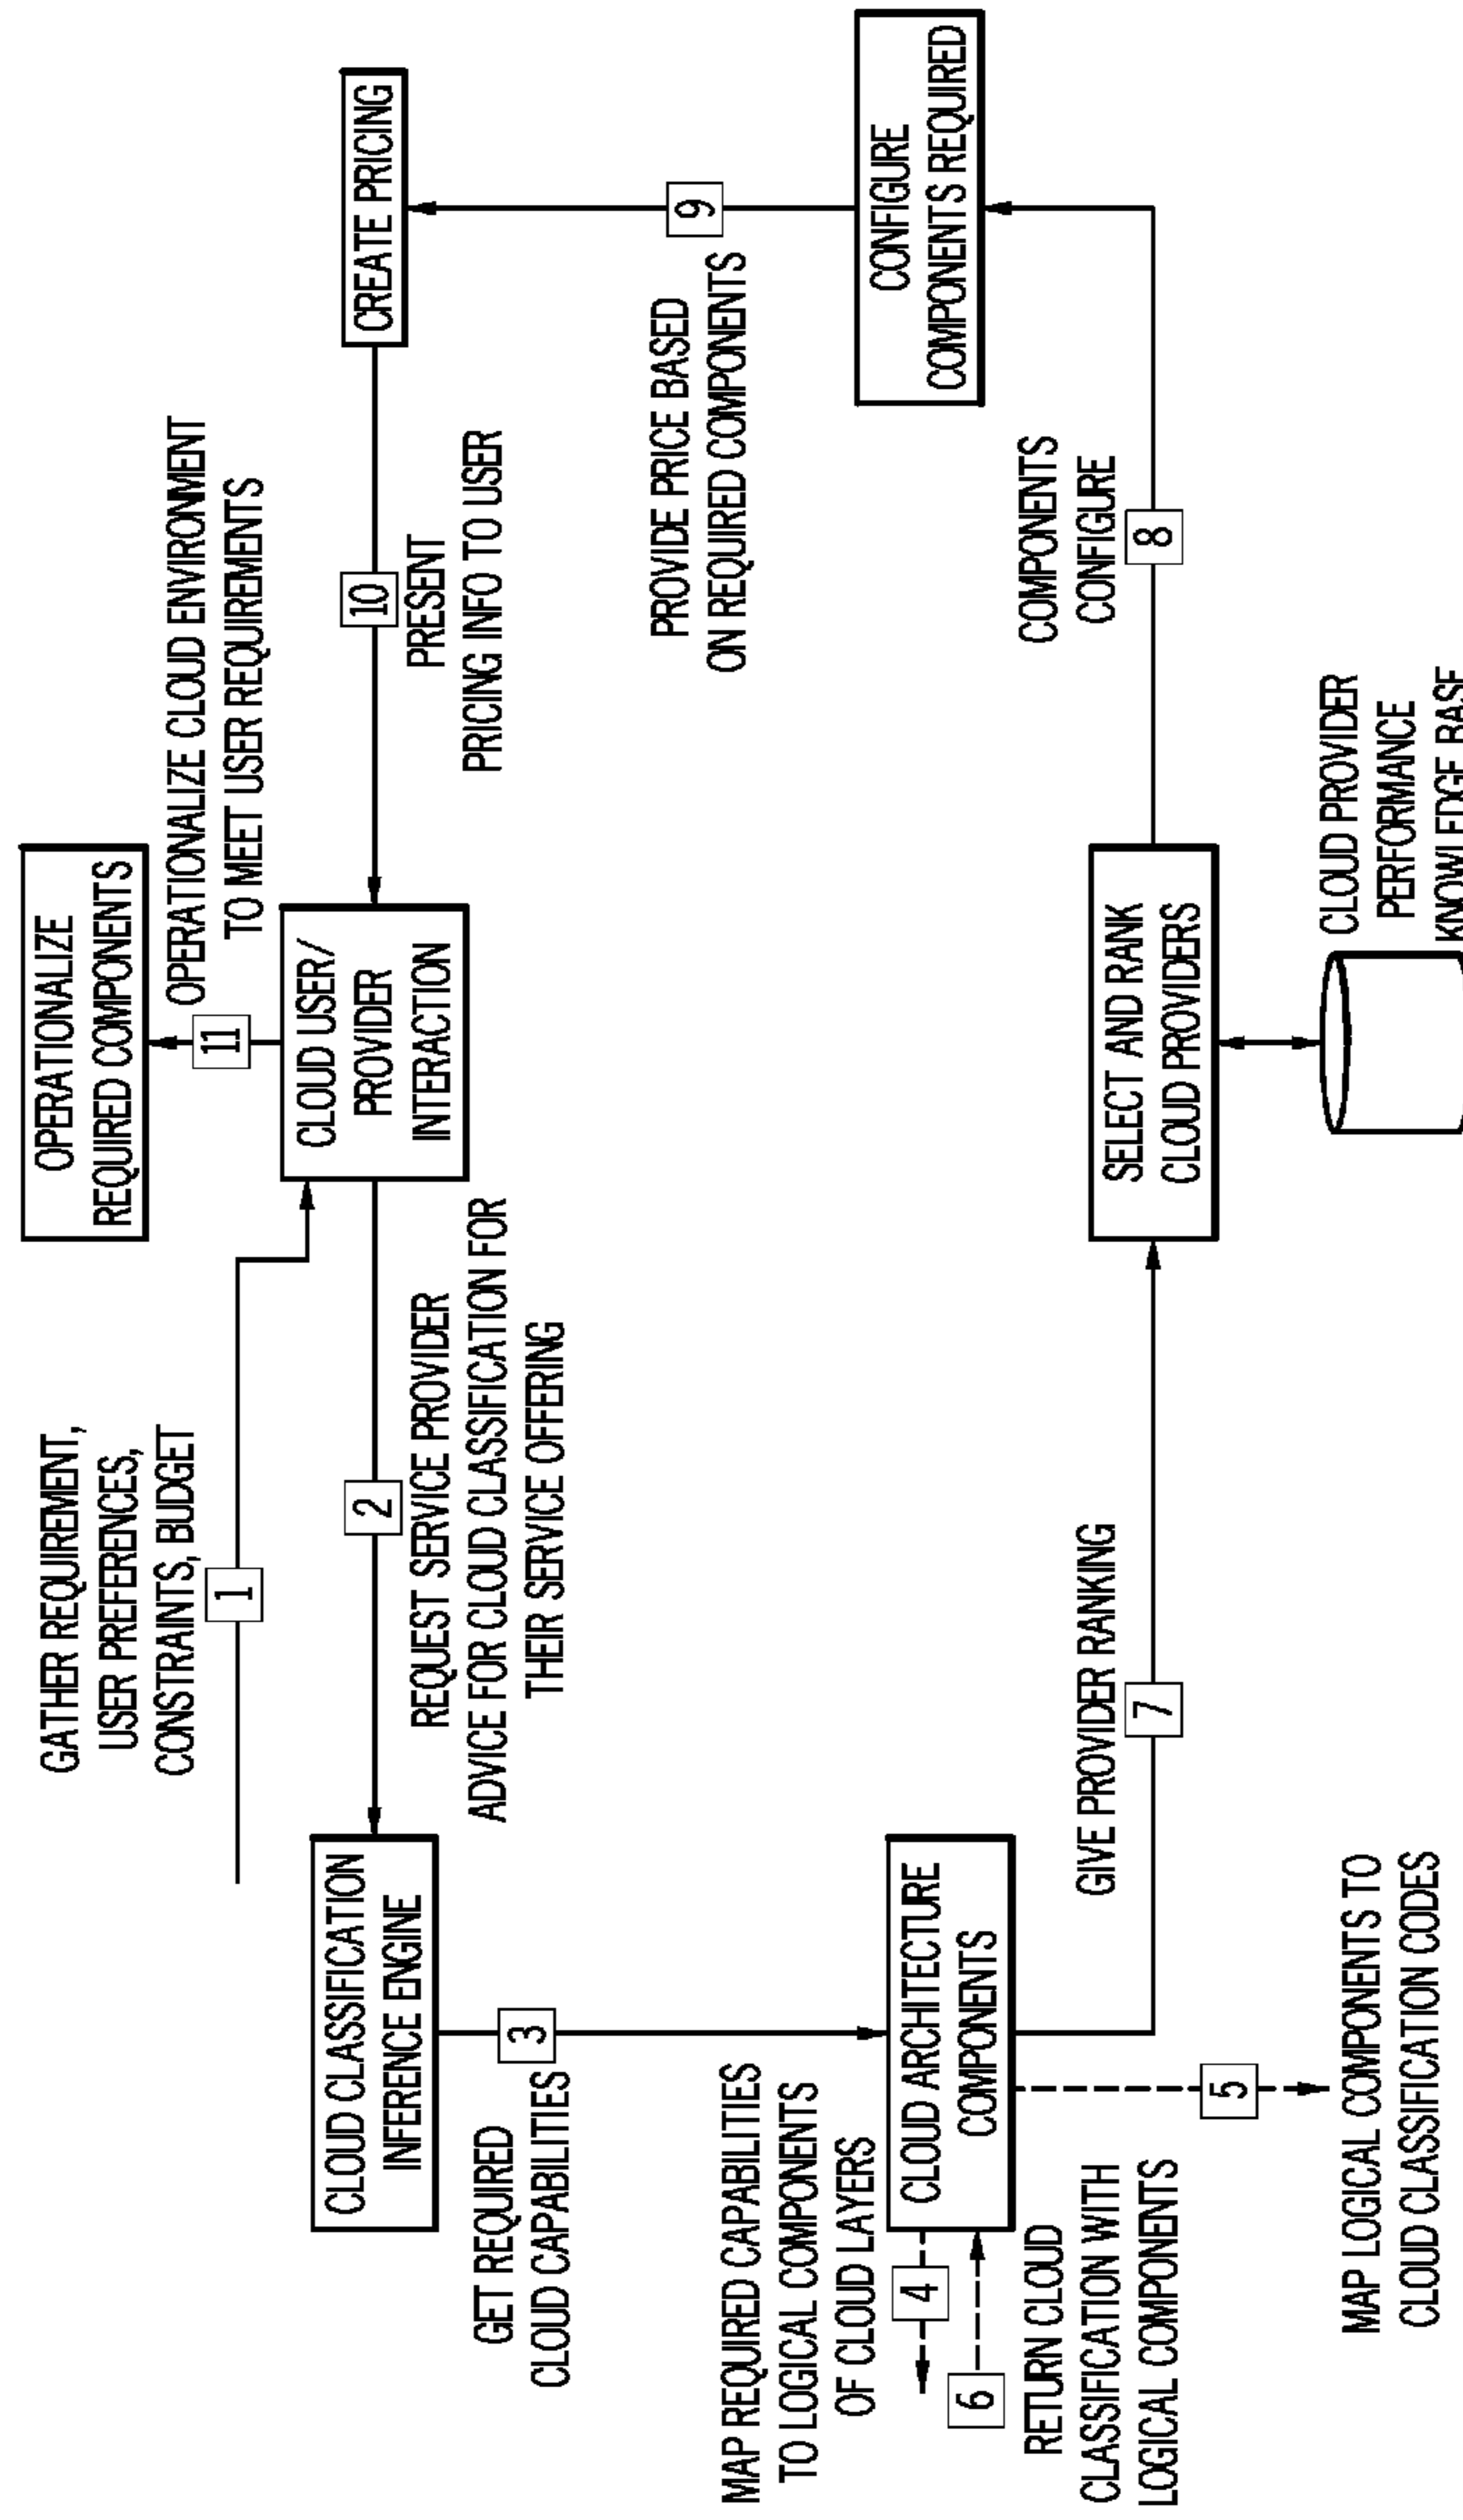 GATHER REQUIREMENT,
USER PREFERENCES,
CONSTRAINTS, BUDGET
1
OPERATIONALIZE
REQUIRED COMPONENTS
11
OPERATIONALIZE CLOUD ENVIRONMENT
TO MEET USER REQUIREMENTS
CLOUD CLASSIFICATION
INFERENCE ENGINE
2
REQUEST SERVICE PROVIDER
ADVICE FOR CLOUD CLASSIFICATION FOR
THEIR SERVICE OFFERING
CLOUD USER/
PROVIDER
INTERACTION
10
PRESENT
PRICING INFO TO USER
CREATE PRICING
GET REQUIRED
CLOUD CAPABILITIES
3
PROVIDE PRICE BASED
ON REQUIRED COMPONENTS
9
MAP REQUIRED CAPABILITIES
TO LOGICAL COMPONENTS
OF CLOUD LAYERS
4
6
RETURN CLOUD
CLASSIFICATION WITH
LOGICAL COMPONENTS
CLOUD ARCHITECTURE
COMPONENTS
5
MAP LOGICAL COMPONENTS TO
CLOUD CLASSIFICATION CODES
GIVE PROVIDER RANKING
7
SELECT AND RANK
CLOUD PROVIDERS
COMPONENTS
CONFIGURE
8
CONFIGURE
COMPONENTS REQUIRED
CLOUD PROVIDER
PERFORMANCE
KNOWLEDGE BASE